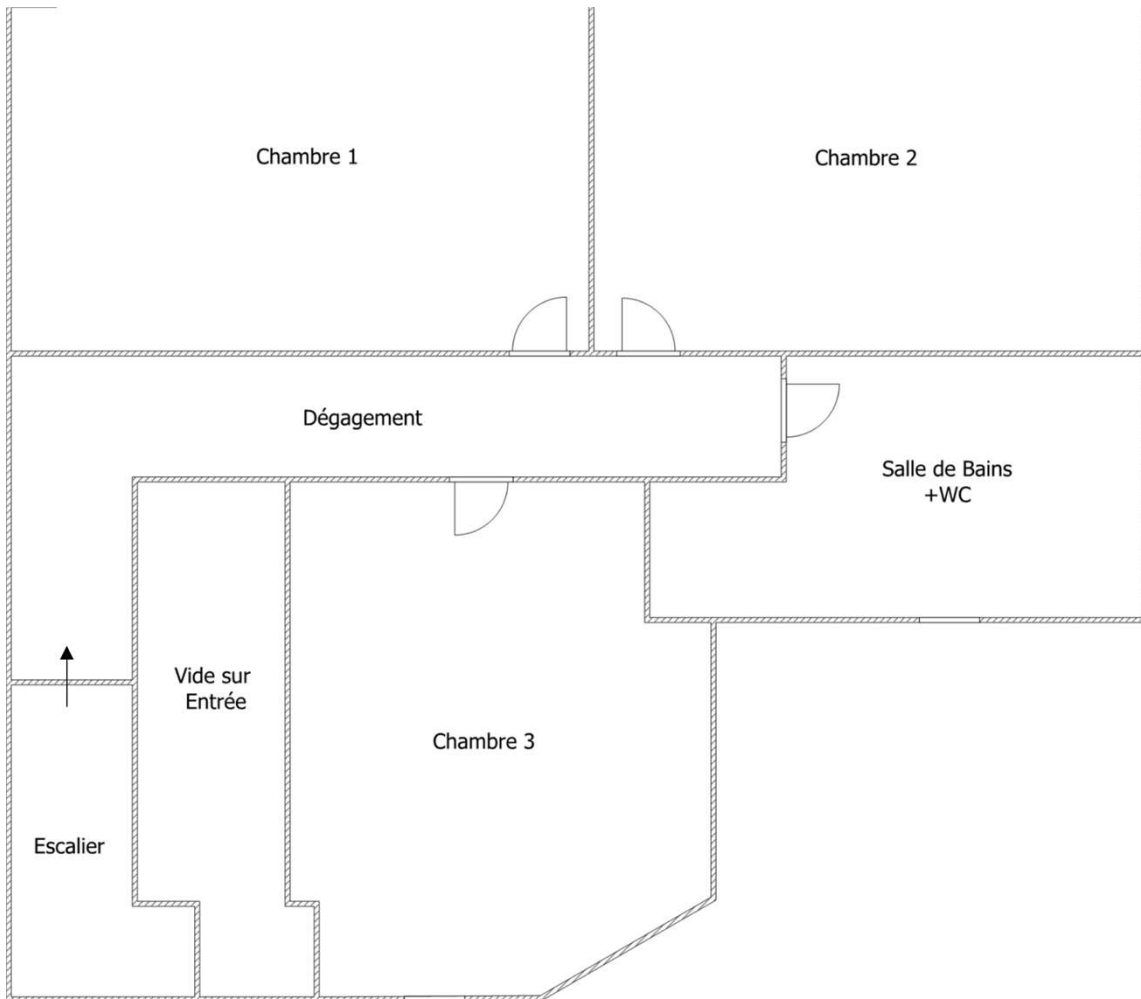 Chambre 1
Chambre 2
Dégagement
Salle de Bains
+WC
Vide sur
Entrée
Chambre 3
Escalier